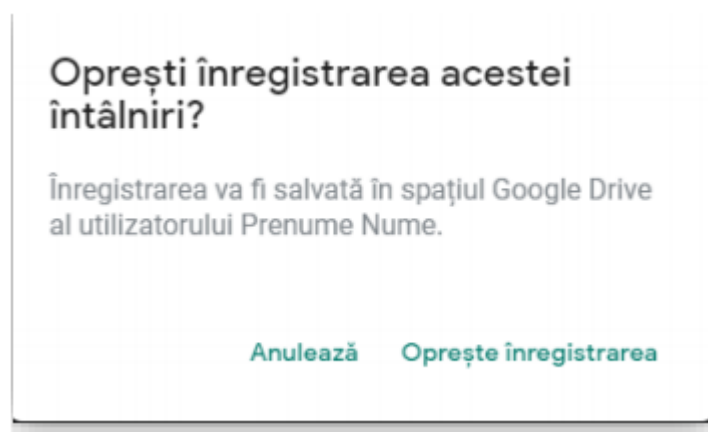 Oprești înregistrarea acestei
întâlniri?
Înregistrarea va fi salvată în spațiul Google Drive
al utilizatorului Prenume Nume.
Anulează Oprește înregistrarea